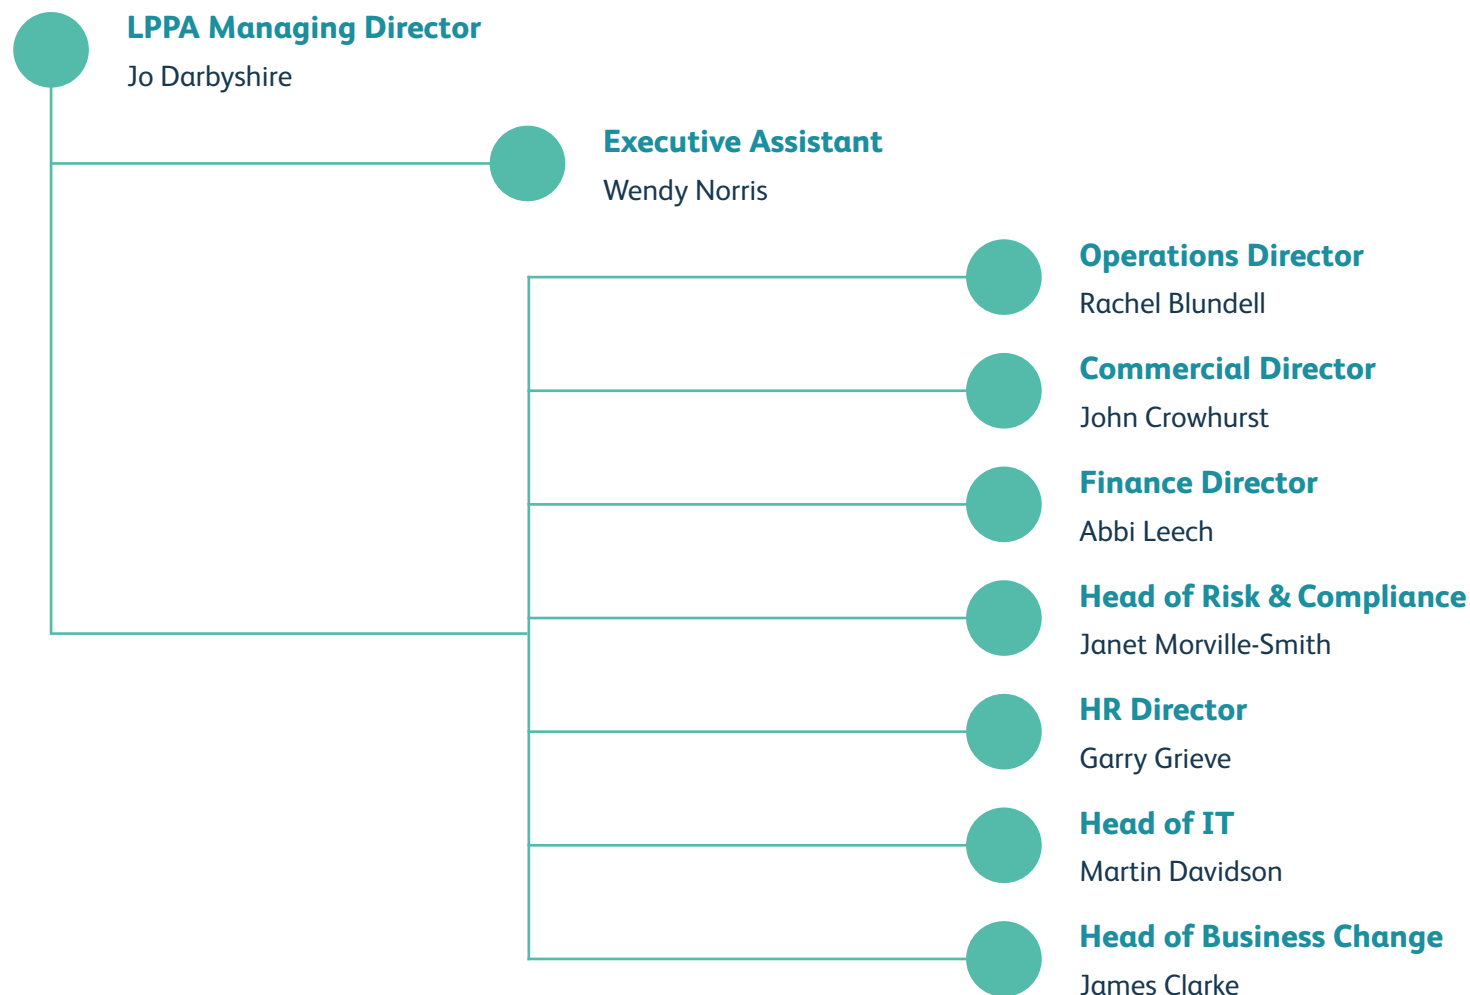 LPPA Managing Director
Jo Darbyshire
Executive Assistant
Wendy Norris
Operations Director
Rachel Blundell
Commercial Director
John Crowhurst
Finance Director
Abbi Leech
Head of Risk & Compliance
Janet Morville-Smith
HR Director
Garry Grieve
Head of IT
Martin Davidson
Head of Business Change
James Clarke